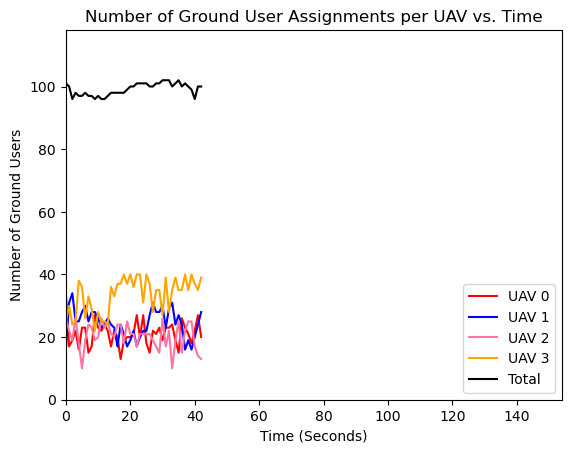 Number of Ground User Assignments per UAV vs. Time
Number of Ground Users
100
80
60
40
20
0
0 20 40 60 80 100 120 140
Time (Seconds)
UAV 0
UAV 1
UAV 2
UAV 3
Total